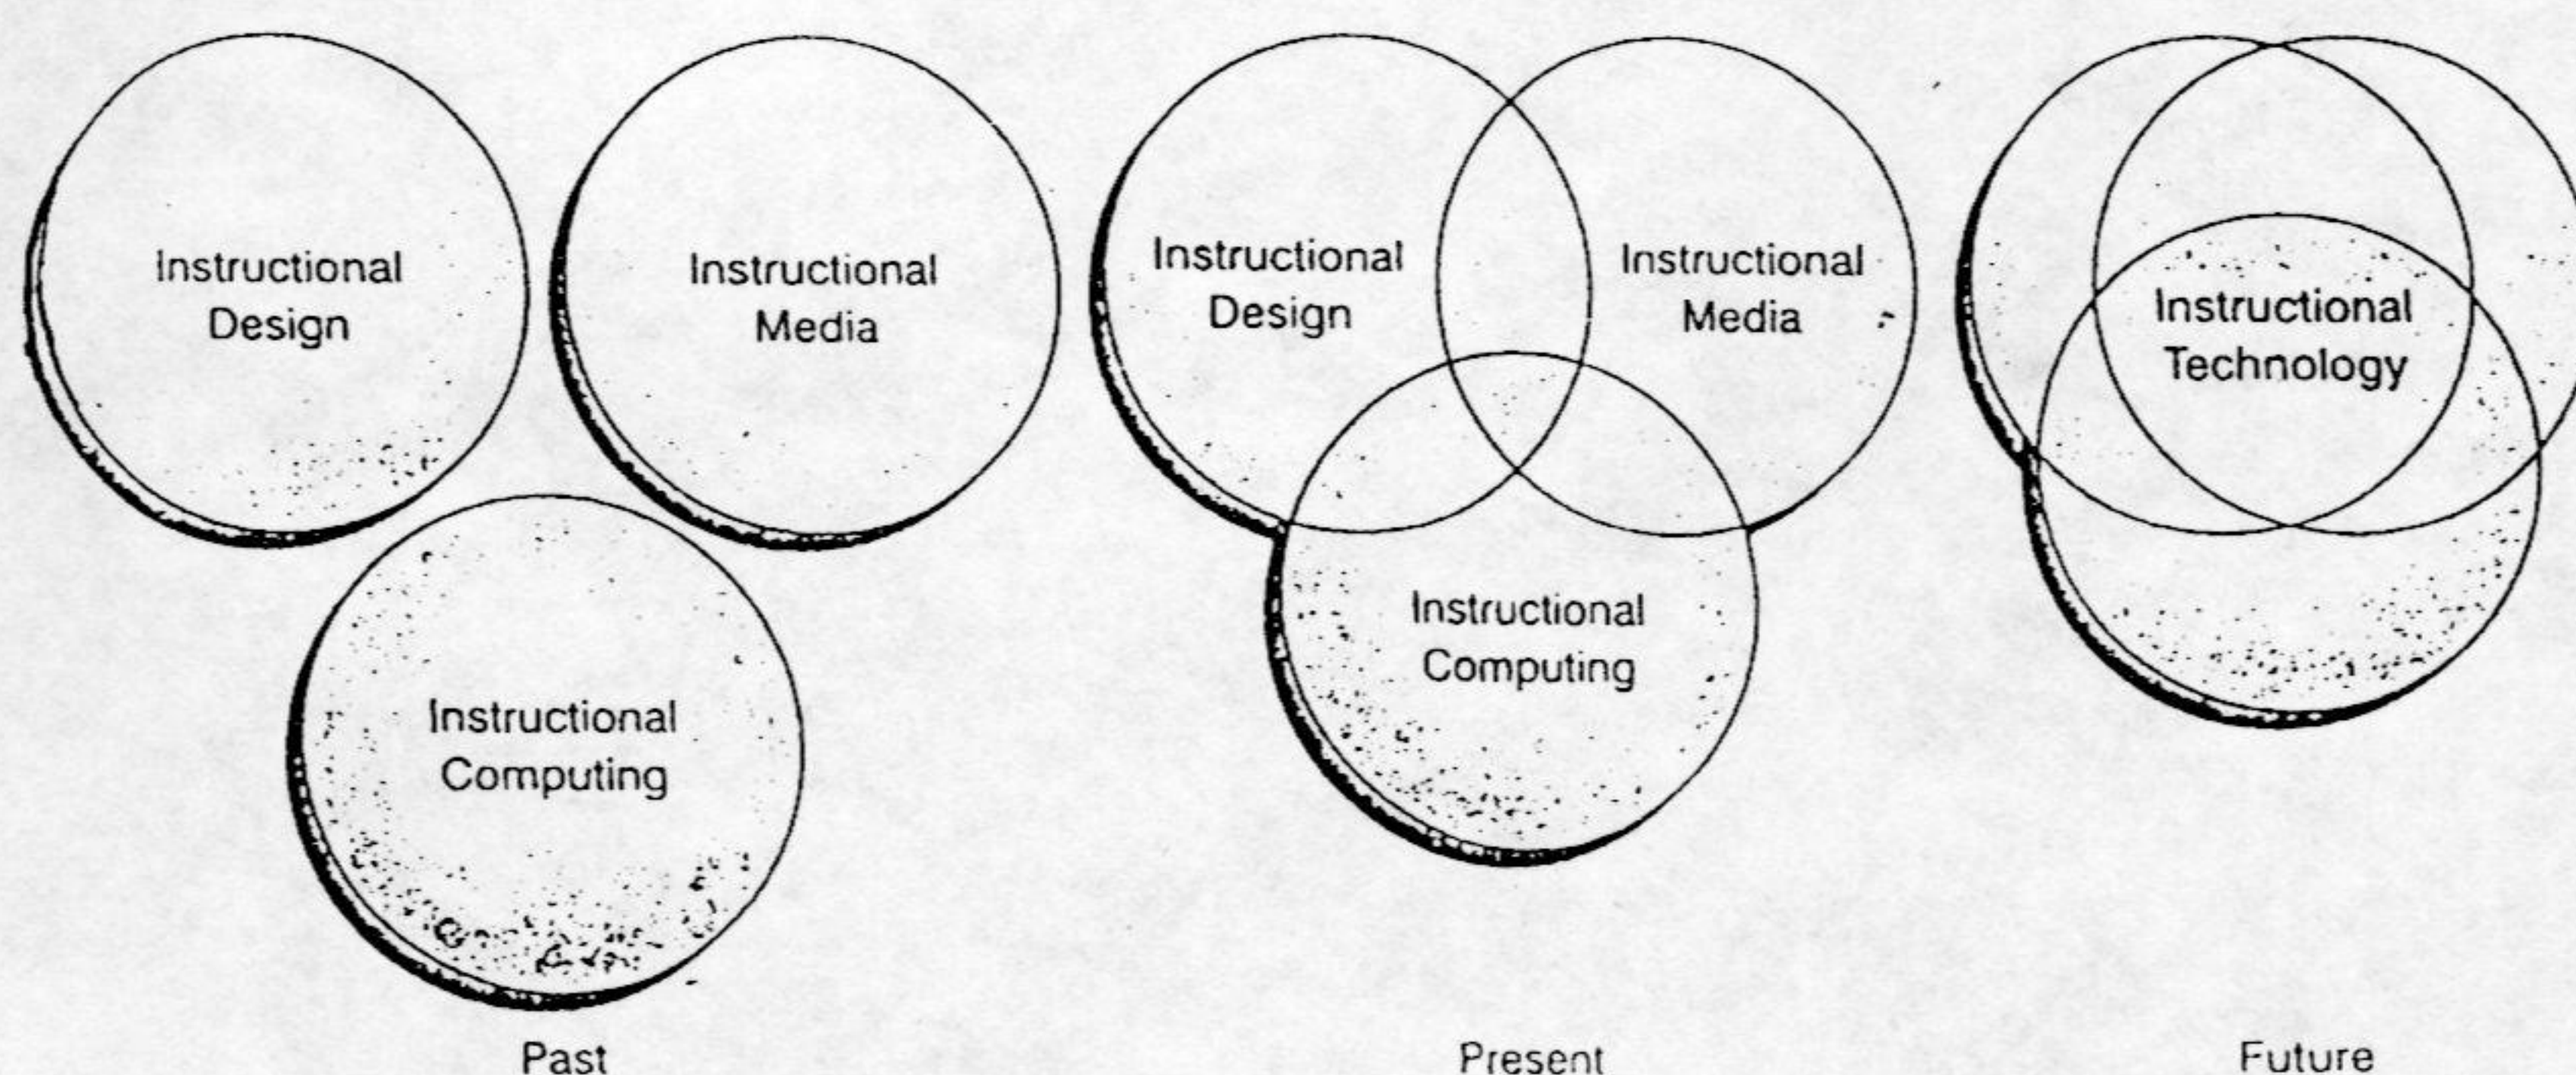 Instructional
Design
Instructional
Media
Instructional
Computing
Past
Instructional
Design
Instructional
Media
Instructional
Computing
Present
Instructional
Technology
Future